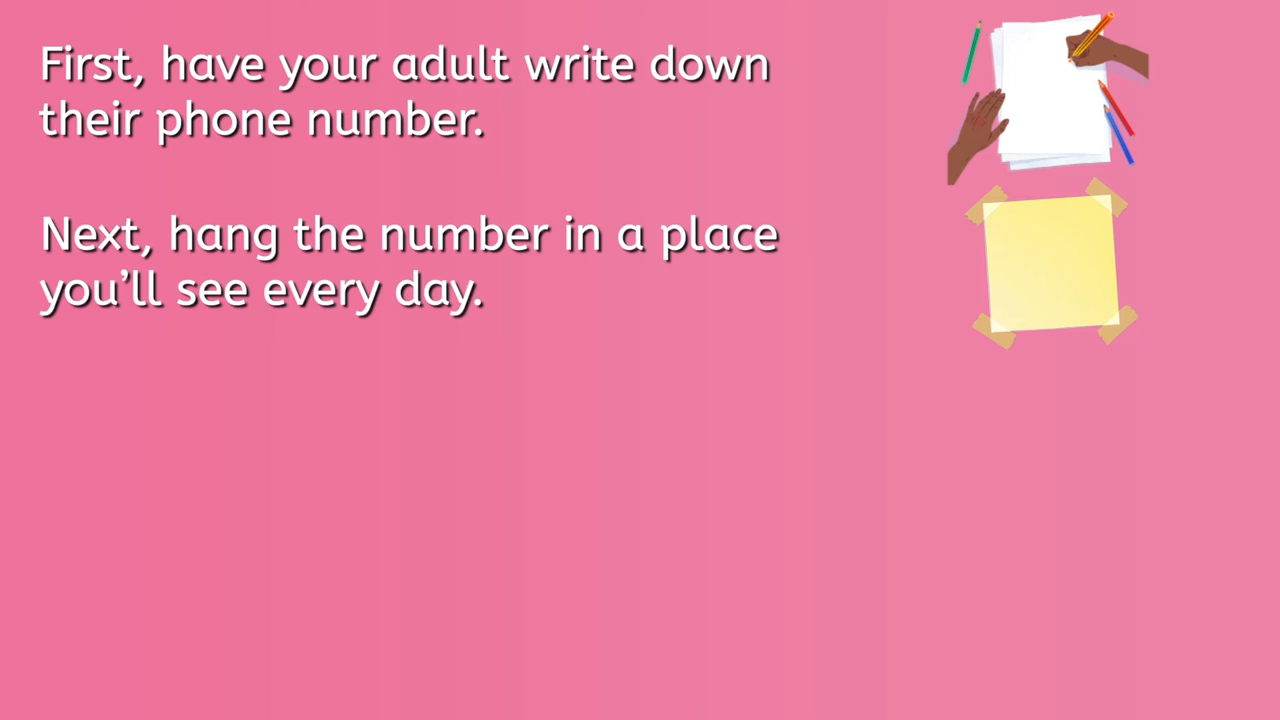 First, have your adult write down
their phone number.
Next, hang the number in a place
you’ll see every day.